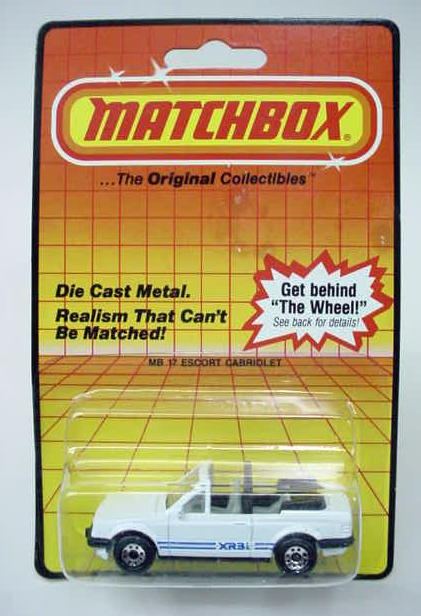 MATCHBOX®
...The Original Collectibles™
Die Cast Metal.
Realism That Can't
Be Matched!
Get behind
"The Wheel!"
See back for details!
MB 17 ESCORT CABRIOLET
XR3i